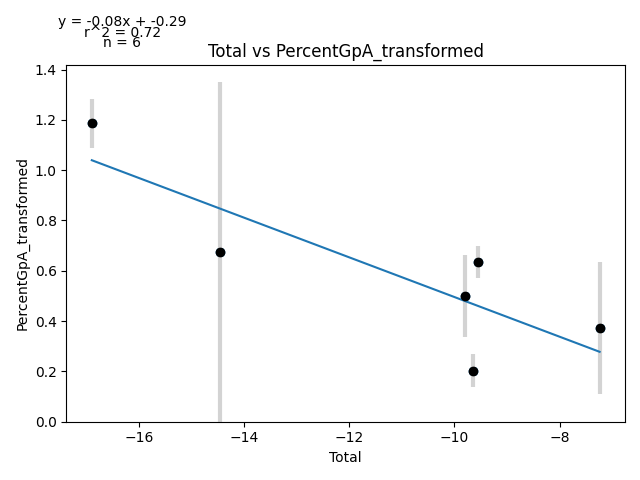 y = -0.08x + -0.29
r^2 = 0.72
n = 6
Total vs PercentGpA_transformed
1.4
1.2
1.0
0.8
0.6
0.4
0.2
0.0
PercentGpA_transformed
−16
−14
−12
−10
−8
Total